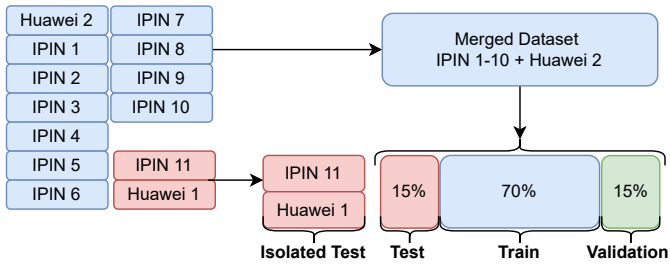 Huawei 2
IPIN 1
IPIN 2
IPIN 3
IPIN 4
IPIN 5
IPIN 6
IPIN 7
IPIN 8
IPIN 9
IPIN 10
IPIN 11
Huawei 1
Merged Dataset
IPIN 1-10 + Huawei 2
IPIN 11
Huawei 1
Isolated Test
15%
70%
15%
Test
Train
Validation